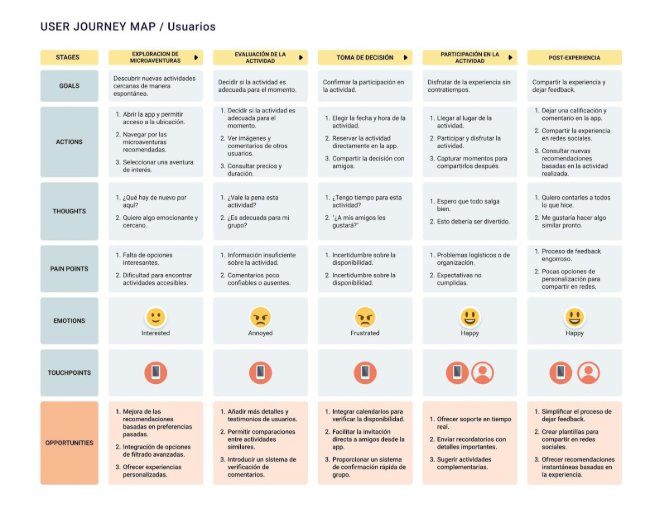 USER JOURNEY MAP / Usuarios
STAGES
EXPLORACION DE
MICROAVENTURAS
EVALUACIÓN DE LA
ACTIVIDAD
TOMA DE DECISIÓN
PARTICIPACIÓN EN LA
ACTIVIDAD
POST-EXPERIENCIA
GOALS
Descubrir nuevas actividades
cercanas de manera
espontánea.
Decidir si la actividad es
adecuada para el momento.
Confirmar la participación en
la actividad.
Disfrutar de la experiencia sin
contratiempos.
Compartir la experiencia y
dejar feedback.
ACTIONS
1. Abrir la app y permitir
acceso a la ubicación.
2. Navegar por las
microaventuras
recomendadas.
3. Seleccionar una aventura
de interés.
1. Decidir si la actividad es
adecuada para el
momento.
2. Ver imágenes y
comentarios de otros
usuarios.
3. Consultar precios y
duración.
1. Elegir la fecha y hora de la
actividad.
2. Reservar la actividad
directamente en la app.
3. Compartir la decisión con
amigos.
1. Llegar al lugar de la
actividad.
2. Participar y disfrutar la
actividad.
3. Capturar momentos para
compartirlos después.
1. Dejar una calificación y
comentario en la app.
2. Compartir la experiencia
en redes sociales.
3. Consultar nuevas
recomendaciones
basadas en la actividad
realizada.
THOUGHTS
1. ¿Qué hay de nuevo por
aquí?
2. Quiero algo emocionante y
cercano.
1. ¿Vale la pena esta
actividad?
2. ¿Es adecuada para mi
grupo?
1. ¿Tengo tiempo para esta
actividad?
2. '¿A mis amigos les
gustará?"
1. Espero que todo salga
bien.
2. Esto debería ser divertido.
1. Quiero contarles a todos
lo que hice.
2. Me gustaría hacer algo
similar pronto.
PAIN POINTS
1. Falta de opciones
interesantes.
2. Dificultad para encontrar
actividades accesibles.
1. Información insuficiente
sobre la actividad.
2. Comentarios poco
confiables o ausentes.
1. Incertidumbre sobre la
disponibilidad.
2. Incertidumbre sobre la
disponibilidad.
1. Problemas logísticos o de
organización.
2. Expectativas no
cumplidas.
1. Proceso de feedback
engorroso.
2. Pocas opciones de
personalización para
compartir en redes.
EMOTIONS
Interested
Annoyed
Frustrated
Happy
Happy
TOUCHPOINTS
OPPORTUNITIES
1. Mejora de las
recomendaciones
basadas en preferencias
pasadas.
2. Integración de opciones
de filtrado avanzadas.
3. Ofrecer experiencias
personalizadas.
1. Añadir más detalles y
testimonios de usuarios.
2. Permitir comparaciones
entre actividades
similares.
3. Introducir un sistema de
verificación de
comentarios.
1. Integrar calendarios para
verificar la disponibilidad.
2. Facilitar la invitación
directa a amigos desde la
app.
3. Proporcionar un sistema
de confirmación rápida de
grupo.
1. Ofrecer soporte en tiempo
real.
2. Enviar recordatorios con
detalles importantes.
3. Sugerir actividades
complementarias.
1. Simplificar el proceso de
dejar feedback.
2. Crear plantillas para
compartir en redes
sociales.
3. Ofrecer recomendaciones
instantáneas basadas en
la experiencia.